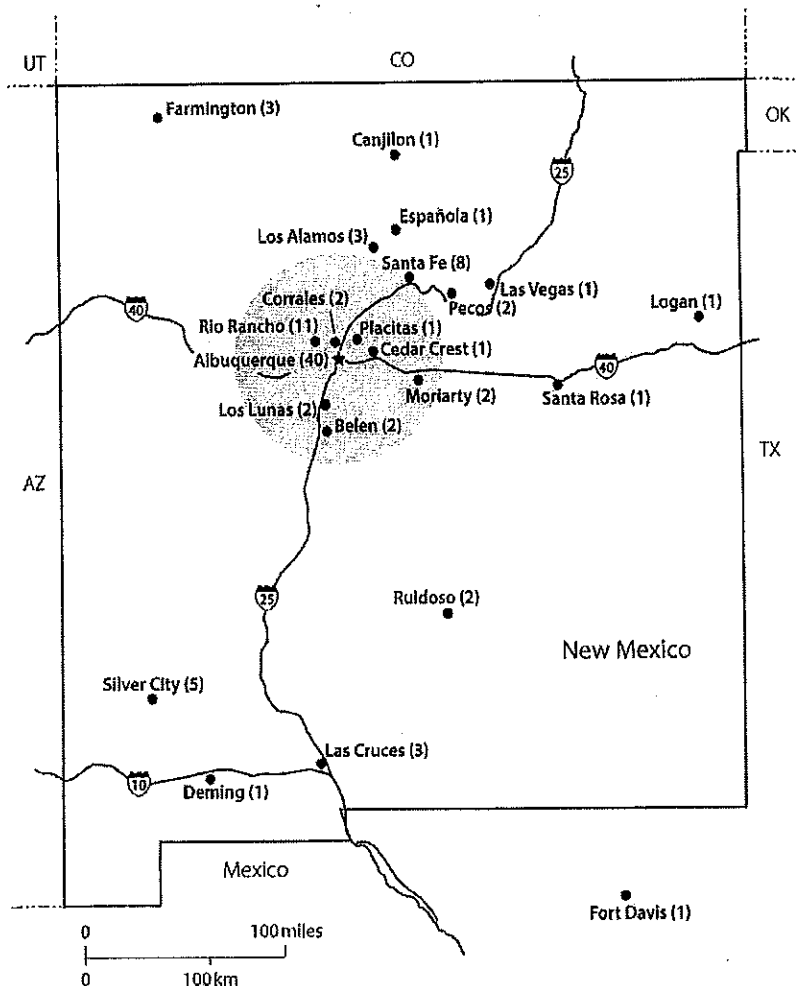 UT
CO
Farmington (3)
OK
Canjilon (1)
25
Española (1)
Los Alamos (3)
Santa Fe (8)
Las Vegas (1)
Corrales (2)
Pecos (2)
Logan (1)
40
Rio Rancho (11)
Placitas (1)
Albuquerque (40)
Cedar Crest (1)
40
Los Lunas (2)
Moriarty (2)
Santa Rosa (1)
Belen (2)
TX
AZ
25
Ruidoso (2)
New Mexico
Silver City (5)
Las Cruces (3)
10
Deming (1)
Mexico
Fort Davis (1)
0
100 miles
0
100 km